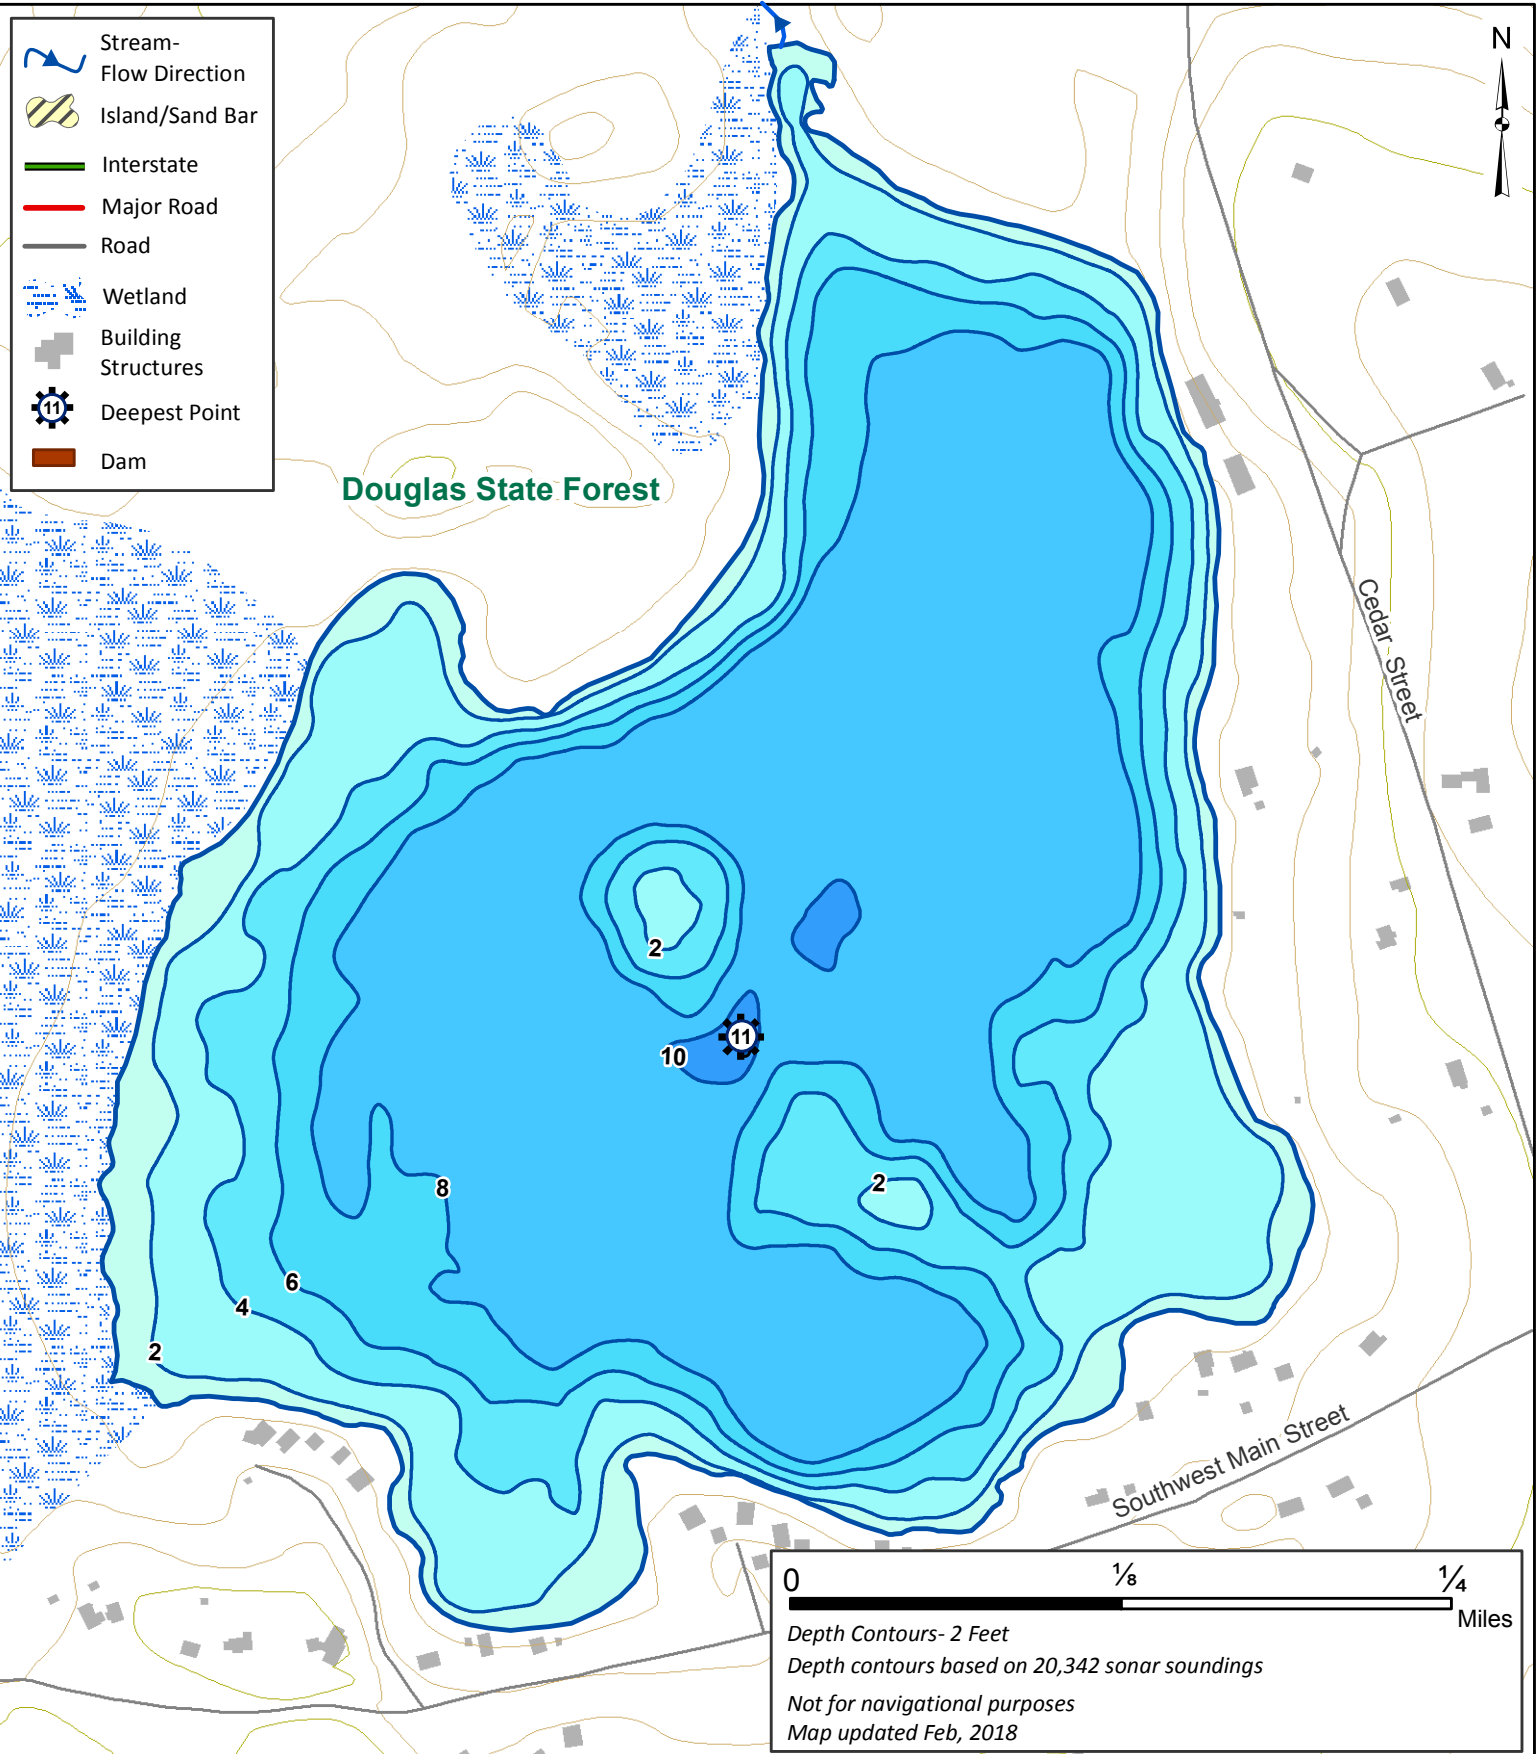 Stream-
Flow Direction
Island/Sand Bar
Interstate
Major Road
Road
Wetland
Building
Structures
11
Deepest Point
Dam
N
Douglas State Forest
Cedar Street
2
11
10
2
8
6
4
2
Southwest Main Street
0 ⅛ ¼
Miles
Depth Contours- 2 Feet
Depth contours based on 20,342 sonar soundings
Not for navigational purposes
Map updated Feb, 2018